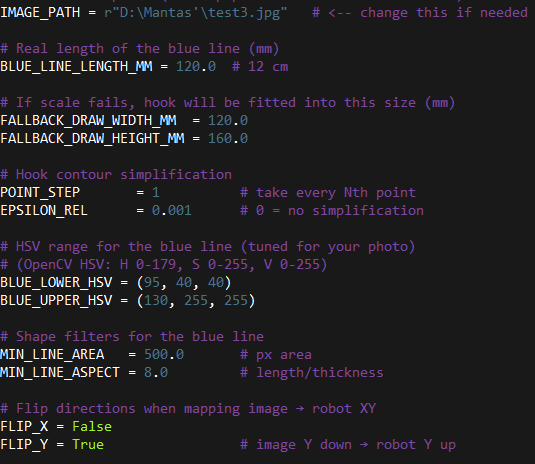 IMAGE_PATH = r"D:\Mantas'\test3.jpg"   # <-- change this if needed
# Real length of the blue line (mm)
BLUE_LINE_LENGTH_MM = 120.0  # 12 cm
# If scale fails, hook will be fitted into this size (mm)
FALLBACK_DRAW_WIDTH_MM  = 120.0
FALLBACK_DRAW_HEIGHT_MM = 160.0
# Hook contour simplification
POINT_STEP       = 1          # take every Nth point
EPSILON_REL      = 0.001      # 0 = no simplification
# HSV range for the blue line (tuned for your photo)
# (OpenCV HSV: H 0-179, S 0-255, V 0-255)
BLUE_LOWER_HSV = (95, 40, 40)
BLUE_UPPER_HSV = (130, 255, 255)
# Shape filters for the blue line
MIN_LINE_AREA   = 500.0       # px area
MIN_LINE_ASPECT = 8.0         # length/thickness
# Flip directions when mapping image → robot XY
FLIP_X = False
FLIP_Y = True                 # image Y down → robot Y up